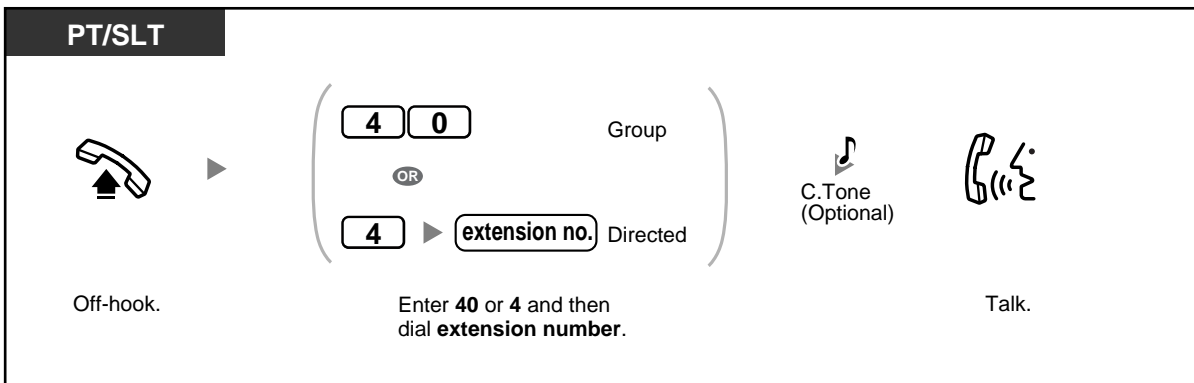 PT/SLT
4 0 Group
OR
4 extension no. Directed
C.Tone
(Optional)
Off-hook.
Enter 40 or 4 and then
dial extension number.
Talk.